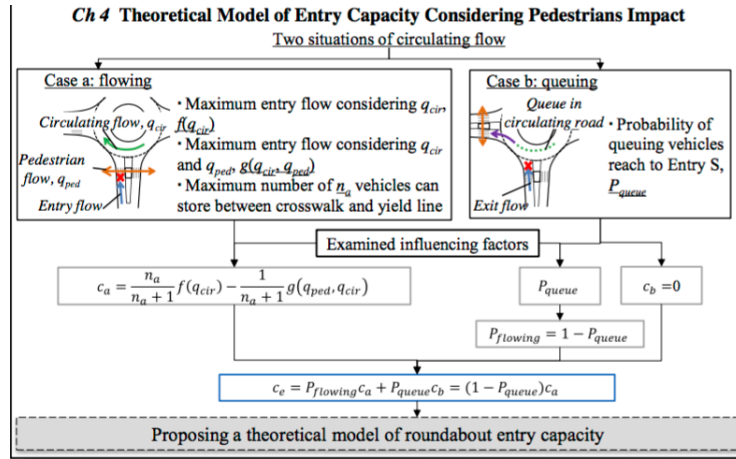 Ch 4 Theoretical Model of Entry Capacity Considering Pedestrians Impact
Two situations of circulating flow
Case a: flowing
Circulating flow, q_cir
Pedestrian
flow, q_ped
Entry flow
· Maximum entry flow considering q_cir,
f(q_cir)
· Maximum entry flow considering q_cir
and q_ped, g(q_cir, q_ped)
· Maximum number of n_a vehicles can
store between crosswalk and yield line
Case b: queuing
Queue in
circulating road
Exit flow
· Probability of
queuing vehicles
reach to Entry S,
P_queue
Examined influencing factors
c_a = n_a/(n_a + 1) f(q_cir) − 1/(n_a + 1) g(q_ped, q_cir)
P_queue
c_b =0
P_flowing = 1 − P_queue
c_e = P_flowing c_a + P_queue c_b = (1 − P_queue)c_a
Proposing a theoretical model of roundabout entry capacity